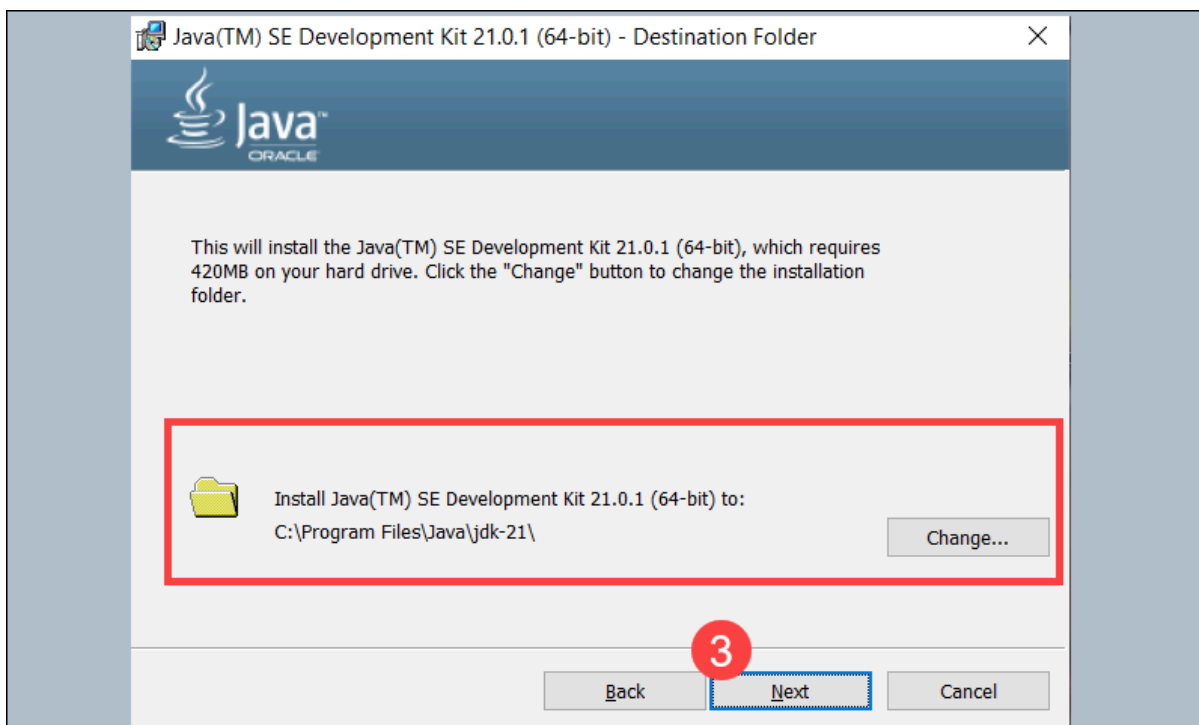 Java(TM) SE Development Kit 21.0.1 (64-bit) - Destination Folder
Java™
ORACLE
This will install the Java(TM) SE Development Kit 21.0.1 (64-bit), which requires
420MB on your hard drive. Click the "Change" button to change the installation
folder.
Install Java(TM) SE Development Kit 21.0.1 (64-bit) to:
C:\Program Files\Java\jdk-21\
Change...
3
Back
Next
Cancel